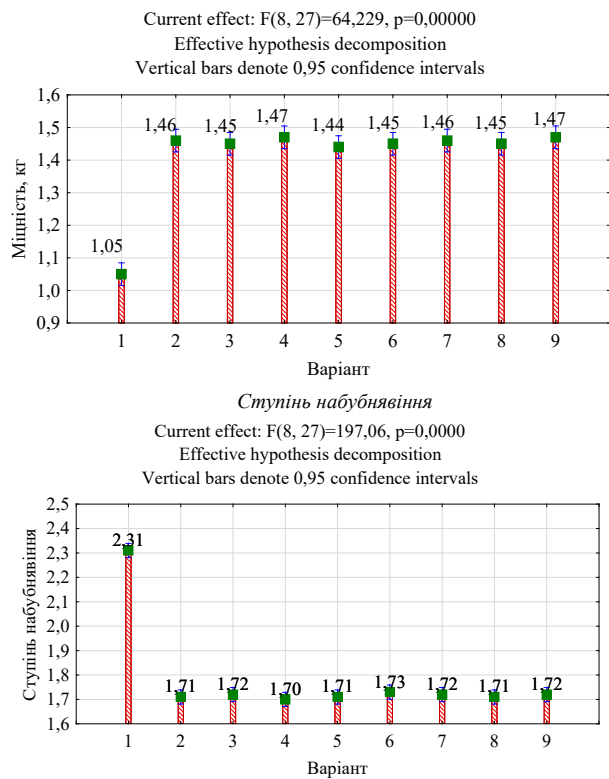 Current effect: F(8, 27)=64,229, p=0,00000
Effective hypothesis decomposition
Vertical bars denote 0,95 confidence intervals
1,6
1,5
1,4
1,3
1,2
1,1
1,0
0,9
Міцність, кг
1,05
1,46
1,45
1,47
1,44
1,45
1,46
1,45
1,47
1 2 3 4 5 6 7 8 9
Варіант
Ступінь набубнявіння
Current effect: F(8, 27)=197,06, p=0,0000
Effective hypothesis decomposition
Vertical bars denote 0,95 confidence intervals
2,5
2,4
2,3
2,2
2,1
2,0
1,9
1,8
1,7
1,6
Ступінь набубнявіння
2,31
1,71
1,72
1,70
1,71
1,73
1,72
1,71
1,72
1 2 3 4 5 6 7 8 9
Варіант